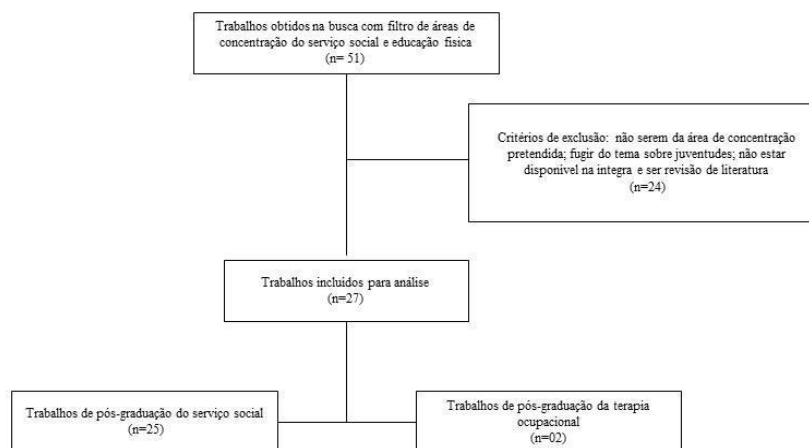 Trabalhos obtidos na busca com filtro de áreas de
concentração do serviço social e educação fisica
(n= 51)
Critérios de exclusão: não serem da área de concentração
pretendida; fugir do tema sobre juventudes; não estar
disponivel na integra e ser revisão de literatura
(n=24)
Trabalhos incluídos para análise
(n=27)
Trabalhos de pós-graduação do serviço social
(n=25)
Trabalhos de pós-graduação da terapia
ocupacional
(n=02)